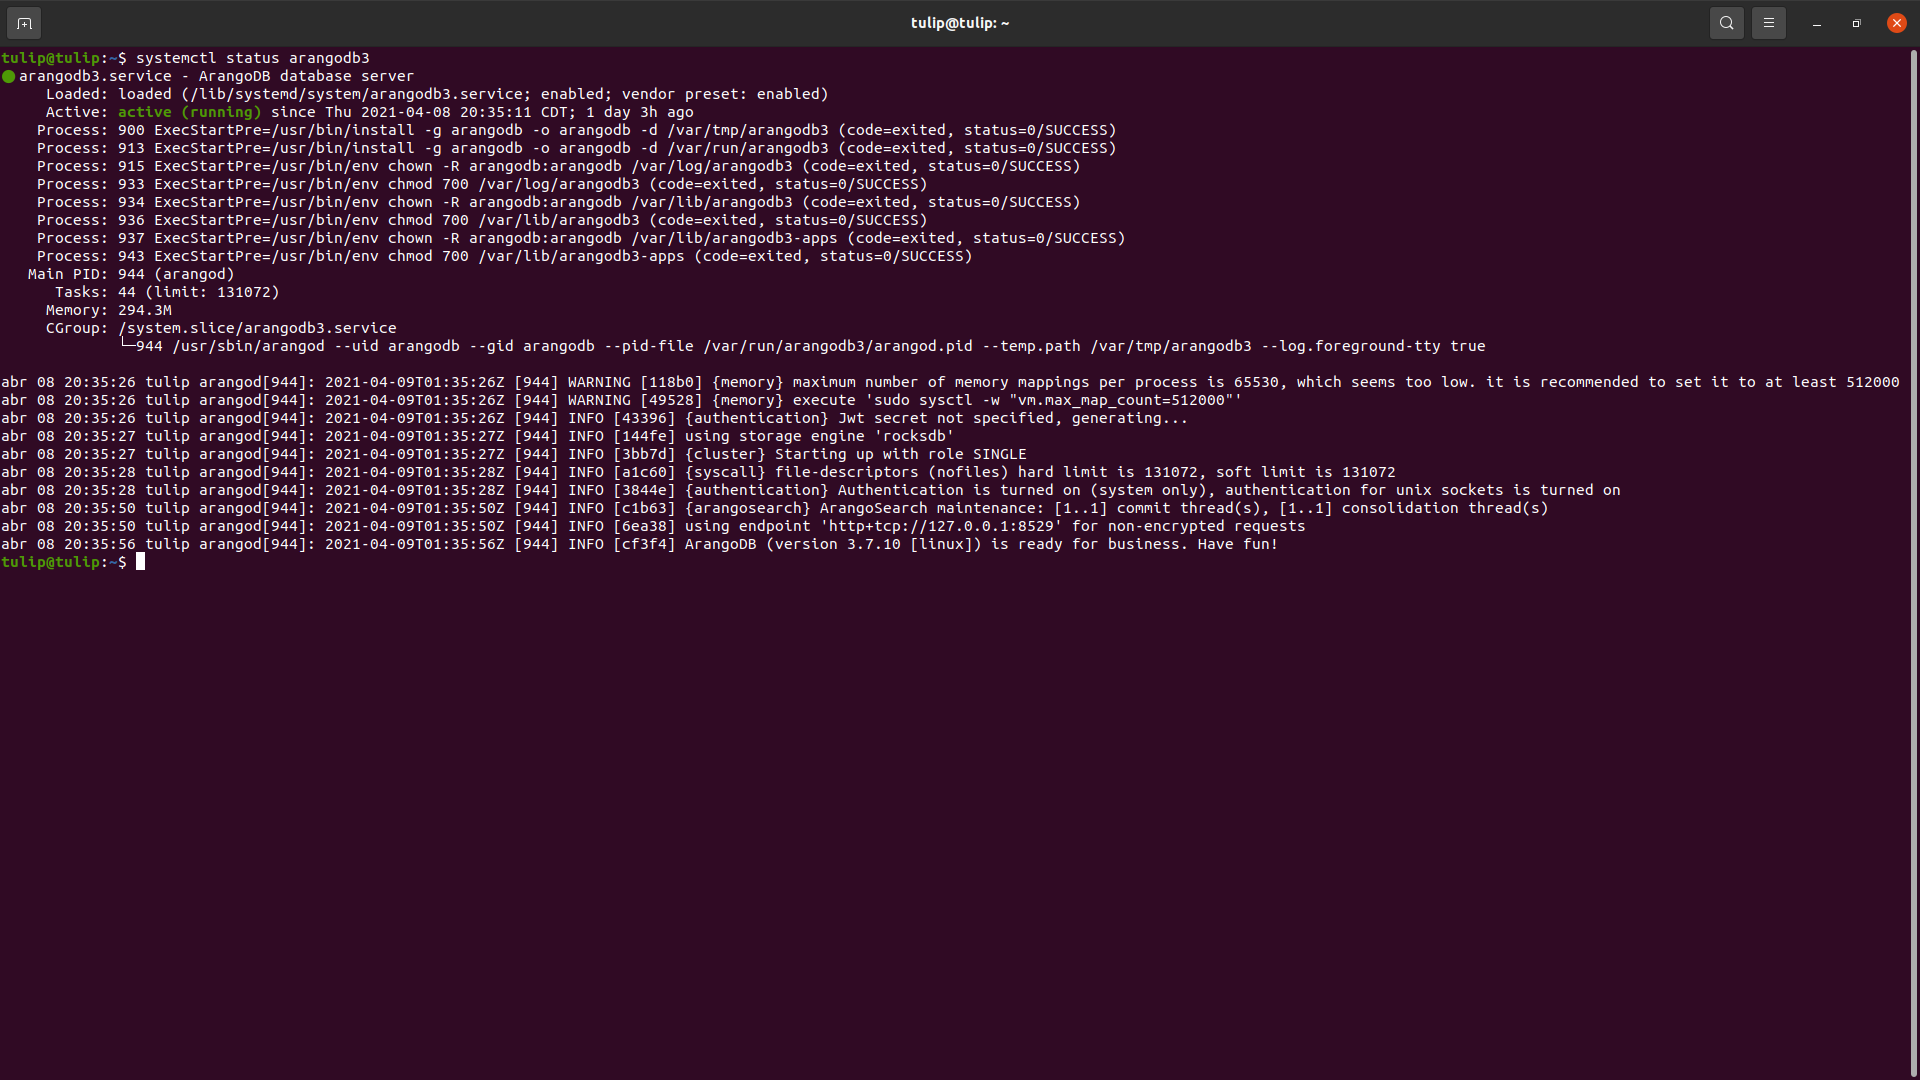 tulip@tulip: ~
tulip@tulip:~$ systemctl status arangodb3
● arangodb3.service - ArangoDB database server
Loaded: loaded (/lib/systemd/system/arangodb3.service; enabled; vendor preset: enabled)
Active: active (running) since Thu 2021-04-08 20:35:11 CDT; 1 day 3h ago
Process: 900 ExecStartPre=/usr/bin/install -g arangodb -o arangodb -d /var/tmp/arangodb3 (code=exited, status=0/SUCCESS)
Process: 913 ExecStartPre=/usr/bin/install -g arangodb -o arangodb -d /var/run/arangodb3 (code=exited, status=0/SUCCESS)
Process: 915 ExecStartPre=/usr/bin/env chown -R arangodb:arangodb /var/log/arangodb3 (code=exited, status=0/SUCCESS)
Process: 933 ExecStartPre=/usr/bin/env chmod 700 /var/log/arangodb3 (code=exited, status=0/SUCCESS)
Process: 934 ExecStartPre=/usr/bin/env chown -R arangodb:arangodb /var/lib/arangodb3 (code=exited, status=0/SUCCESS)
Process: 936 ExecStartPre=/usr/bin/env chmod 700 /var/lib/arangodb3 (code=exited, status=0/SUCCESS)
Process: 937 ExecStartPre=/usr/bin/env chown -R arangodb:arangodb /var/lib/arangodb3-apps (code=exited, status=0/SUCCESS)
Process: 943 ExecStartPre=/usr/bin/env chmod 700 /var/lib/arangodb3-apps (code=exited, status=0/SUCCESS)
Main PID: 944 (arangod)
Tasks: 44 (limit: 131072)
Memory: 294.3M
CGroup: /system.slice/arangodb3.service
└─944 /usr/sbin/arangod --uid arangodb --gid arangodb --pid-file /var/run/arangodb3/arangod.pid --temp.path /var/tmp/arangodb3 --log.foreground-tty true
abr 08 20:35:26 tulip arangod[944]: 2021-04-09T01:35:26Z [944] WARNING [118b0] {memory} maximum number of memory mappings per process is 65530, which seems too low. it is recommended to set it to at least 512000
abr 08 20:35:26 tulip arangod[944]: 2021-04-09T01:35:26Z [944] WARNING [49528] {memory} execute 'sudo sysctl -w "vm.max_map_count=512000"'
abr 08 20:35:26 tulip arangod[944]: 2021-04-09T01:35:26Z [944] INFO [43396] {authentication} Jwt secret not specified, generating...
abr 08 20:35:27 tulip arangod[944]: 2021-04-09T01:35:27Z [944] INFO [144fe] using storage engine 'rocksdb'
abr 08 20:35:27 tulip arangod[944]: 2021-04-09T01:35:27Z [944] INFO [3bb7d] {cluster} Starting up with role SINGLE
abr 08 20:35:28 tulip arangod[944]: 2021-04-09T01:35:28Z [944] INFO [a1c60] {syscall} file-descriptors (nofiles) hard limit is 131072, soft limit is 131072
abr 08 20:35:28 tulip arangod[944]: 2021-04-09T01:35:28Z [944] INFO [3844e] {authentication} Authentication is turned on (system only), authentication for unix sockets is turned on
abr 08 20:35:50 tulip arangod[944]: 2021-04-09T01:35:50Z [944] INFO [c1b63] {arangosearch} ArangoSearch maintenance: [1..1] commit thread(s), [1..1] consolidation thread(s)
abr 08 20:35:50 tulip arangod[944]: 2021-04-09T01:35:50Z [944] INFO [6ea38] using endpoint 'http+tcp://127.0.0.1:8529' for non-encrypted requests
abr 08 20:35:56 tulip arangod[944]: 2021-04-09T01:35:56Z [944] INFO [cf3f4] ArangoDB (version 3.7.10 [linux]) is ready for business. Have fun!
tulip@tulip:~$